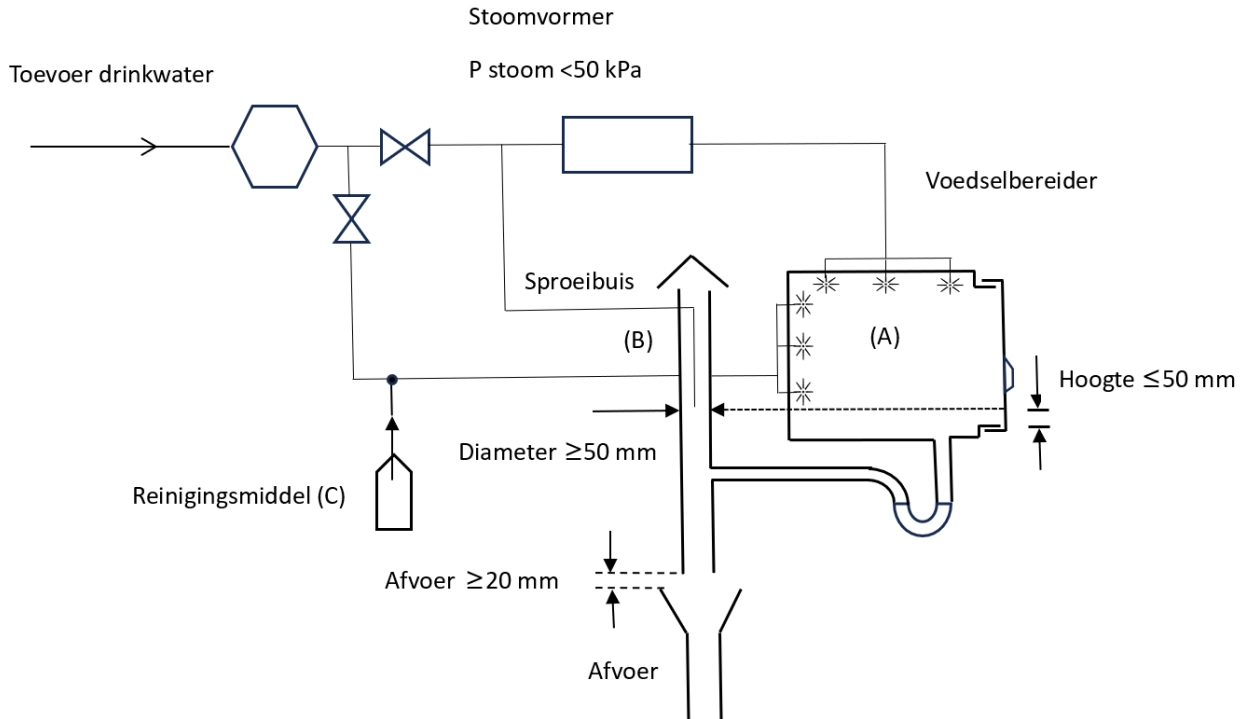 Stoomvormer
Toevoer drinkwater
P stoom <50 kPa
Voedselbereider
Sproeibuis
(B)
(A)
Hoogte ≤50 mm
Diameter ≥50 mm
Reinigingsmiddel (C)
Afvoer ≥20 mm
Afvoer